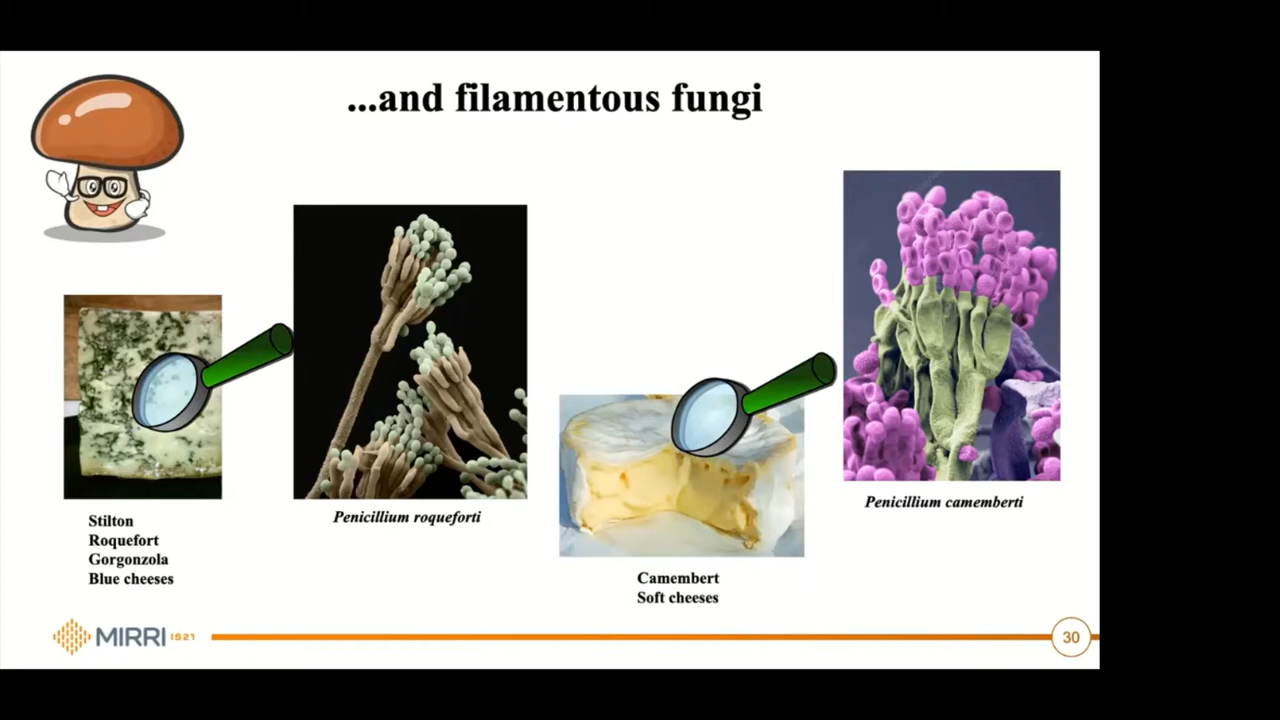 ...and filamentous fungi
Penicillium roqueforti
Penicillium camemberti
Stilton
Roquefort
Gorgonzola
Blue cheeses
Camembert
Soft cheeses
MIRRI IS21
30